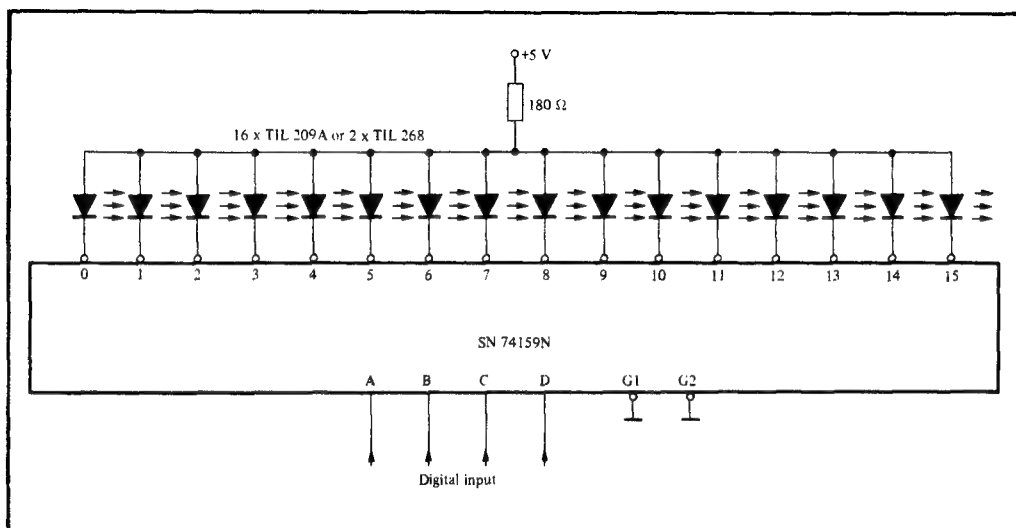 +5 V
180 Ω
16 x TIL 209A or 2 x TIL 268
0 1 2 3 4 5 6 7 8 9 10 11 12 13 14 15
SN 74159N
A B C D G1 G2
Digital input